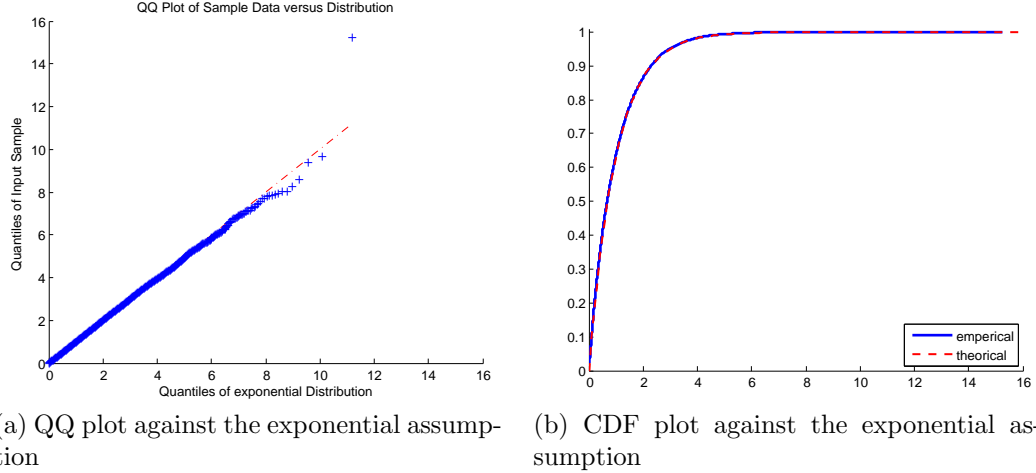 QQ Plot of Sample Data versus Distribution
16
14
12
10
8
6
4
2
0
Quantiles of Input Sample
0 2 4 6 8 10 12 14 16
Quantiles of exponential Distribution
(a) QQ plot against the exponential assump-
tion
1
0.9
0.8
0.7
0.6
0.5
0.4
0.3
0.2
0.1
0
0 2 4 6 8 10 12 14 16
emperical
theorical
(b) CDF plot against the exponential as-
sumption